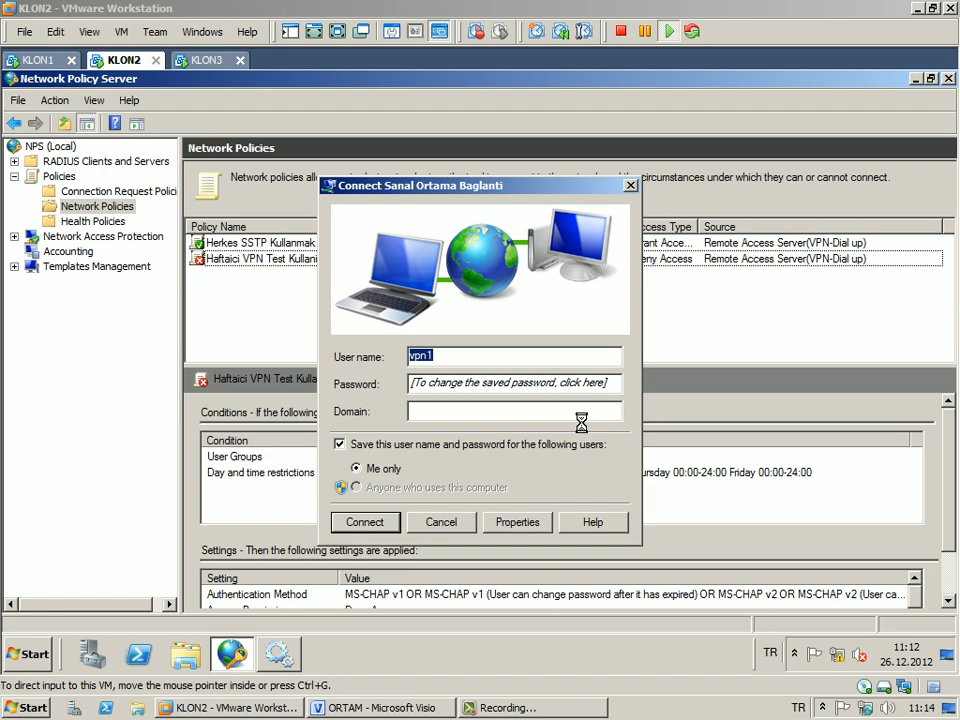 KLON2 - VMware Workstation
File Edit View VM Team Windows Help
KLON1 KLON2 KLON3
Network Policy Server
File Action View Help
NPS (Local)
RADIUS Clients and Servers
Policies
Connection Request Polici
Network Policies
Health Policies
Network Access Protection
Accounting
Templates Management
Network Policies
Network policies all
e circumstances under which they can or cannot connect.
Policy Name
ccess Type Source
Herkes SSTP Kullanmak
ant Acce... Remote Access Server(VPN-Dial up)
Haftaici VPN Test Kullani
eny Access Remote Access Server(VPN-Dial up)
Haftaici VPN Test Kulla
Conditions - If the following
Condition
User Groups
Day and time restrictions
ursday 00:00-24:00 Friday 00:00-24:00
Settings - Then the following settings are applied:
Setting Value
Authentication Method MS-CHAP v1 OR MS-CHAP v1 (User can change password after it has expired) OR MS-CHAP v2 OR MS-CHAP v2 (User ca...
Connect Sanal Ortama Baglanti
User name: vpn1
Password: [To change the saved password, click here]
Domain:
Save this user name and password for the following users:
Me only
Anyone who uses this computer
Connect Cancel Properties Help
Start TR 11:12
26.12.2012
To direct input to this VM, move the mouse pointer inside or press Ctrl+G.
Start KLON2 - VMware Workst... ORTAM - Microsoft Visio Recording... TR 11:14